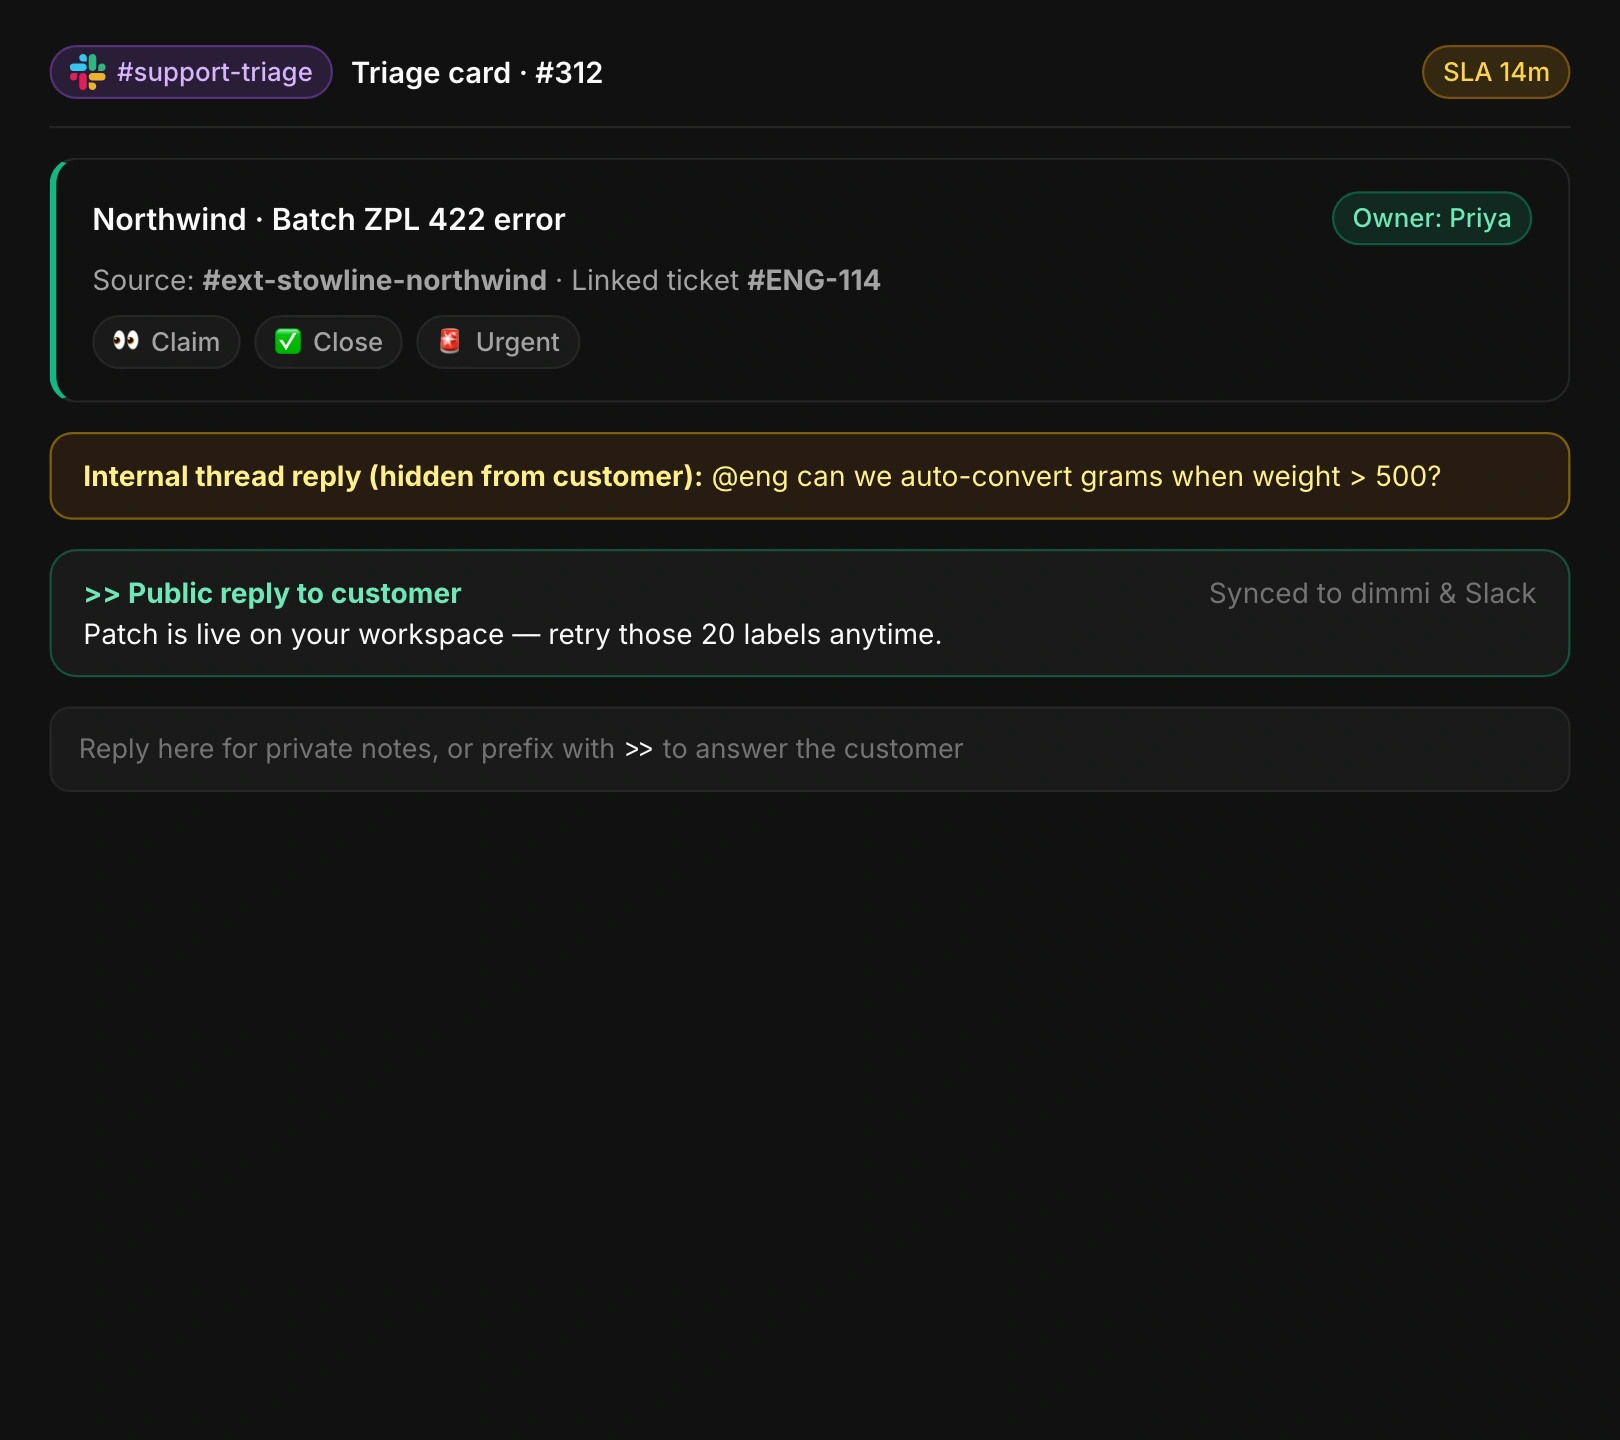 #support-triage Triage card · #312 SLA 14m
Northwind · Batch ZPL 422 error Owner: Priya
Source: #ext-stowline-northwind · Linked ticket #ENG-114
👀 Claim ✅ Close 🚨 Urgent
Internal thread reply (hidden from customer): @eng can we auto-convert grams when weight > 500?
>> Public reply to customer Synced to dimmi & Slack
Patch is live on your workspace — retry those 20 labels anytime.
Reply here for private notes, or prefix with >> to answer the customer